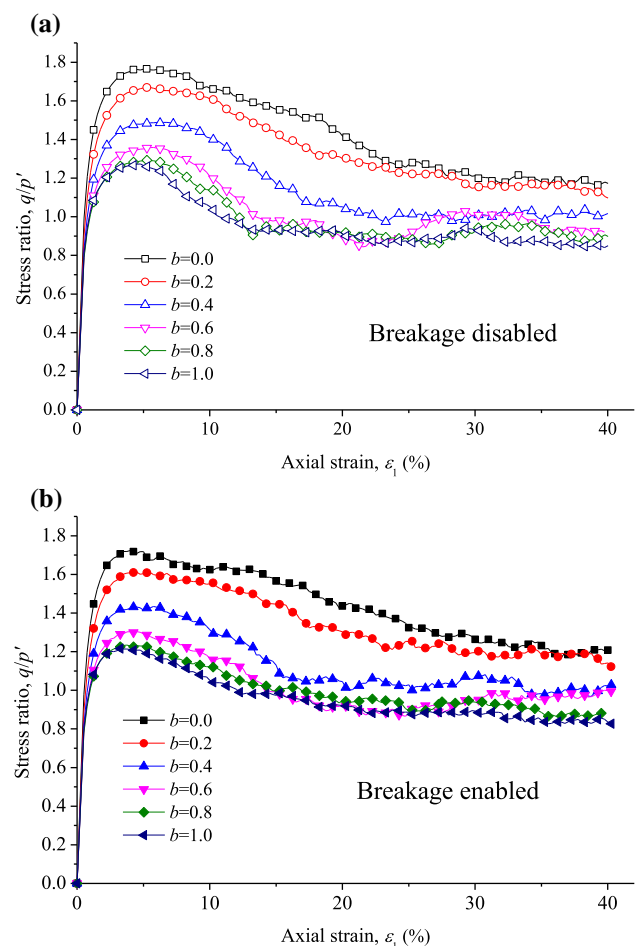 (a)
1.8
1.6
1.4
1.2
1.0
0.8
0.6
0.4
0.2
0.0
Stress ratio, q/p'
b=0.0
b=0.2
b=0.4
b=0.6
b=0.8
b=1.0
Breakage disabled
0 10 20 30 40
Axial strain, ε₁ (%)
(b)
1.8
1.6
1.4
1.2
1.0
0.8
0.6
0.4
0.2
0.0
Stress ratio, q/p'
b=0.0
b=0.2
b=0.4
b=0.6
b=0.8
b=1.0
Breakage enabled
0 10 20 30 40
Axial strain, ε₁ (%)